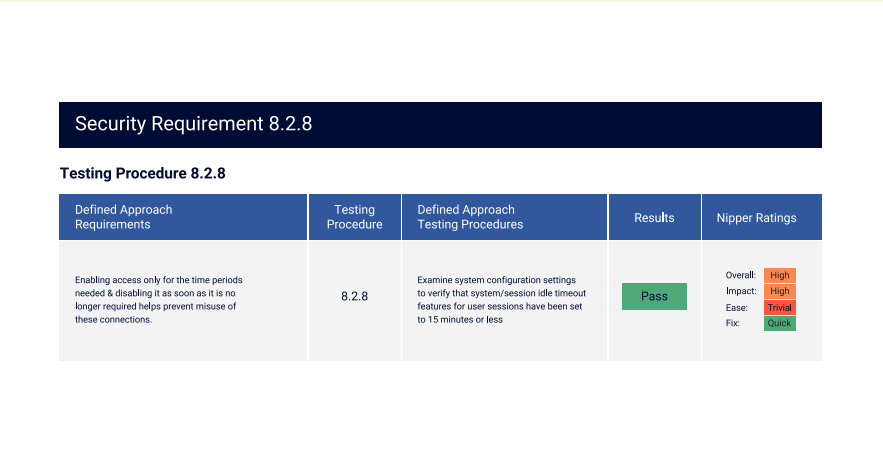 Security Requirement 8.2.8
Testing Procedure 8.2.8
Defined Approach
Requirements
Testing
Procedure
Defined Approach
Testing Procedures
Results
Nipper Ratings
Enabling access only for the time periods
needed & disabling it as soon as it is no
longer required helps prevent misuse of
these connections.
8.2.8
Examine system configuration settings
to verify that system/session idle timeout
features for user sessions have been set
to 15 minutes or less
Pass
Overall: High
Impact: High
Ease: Trivial
Fix: Quick